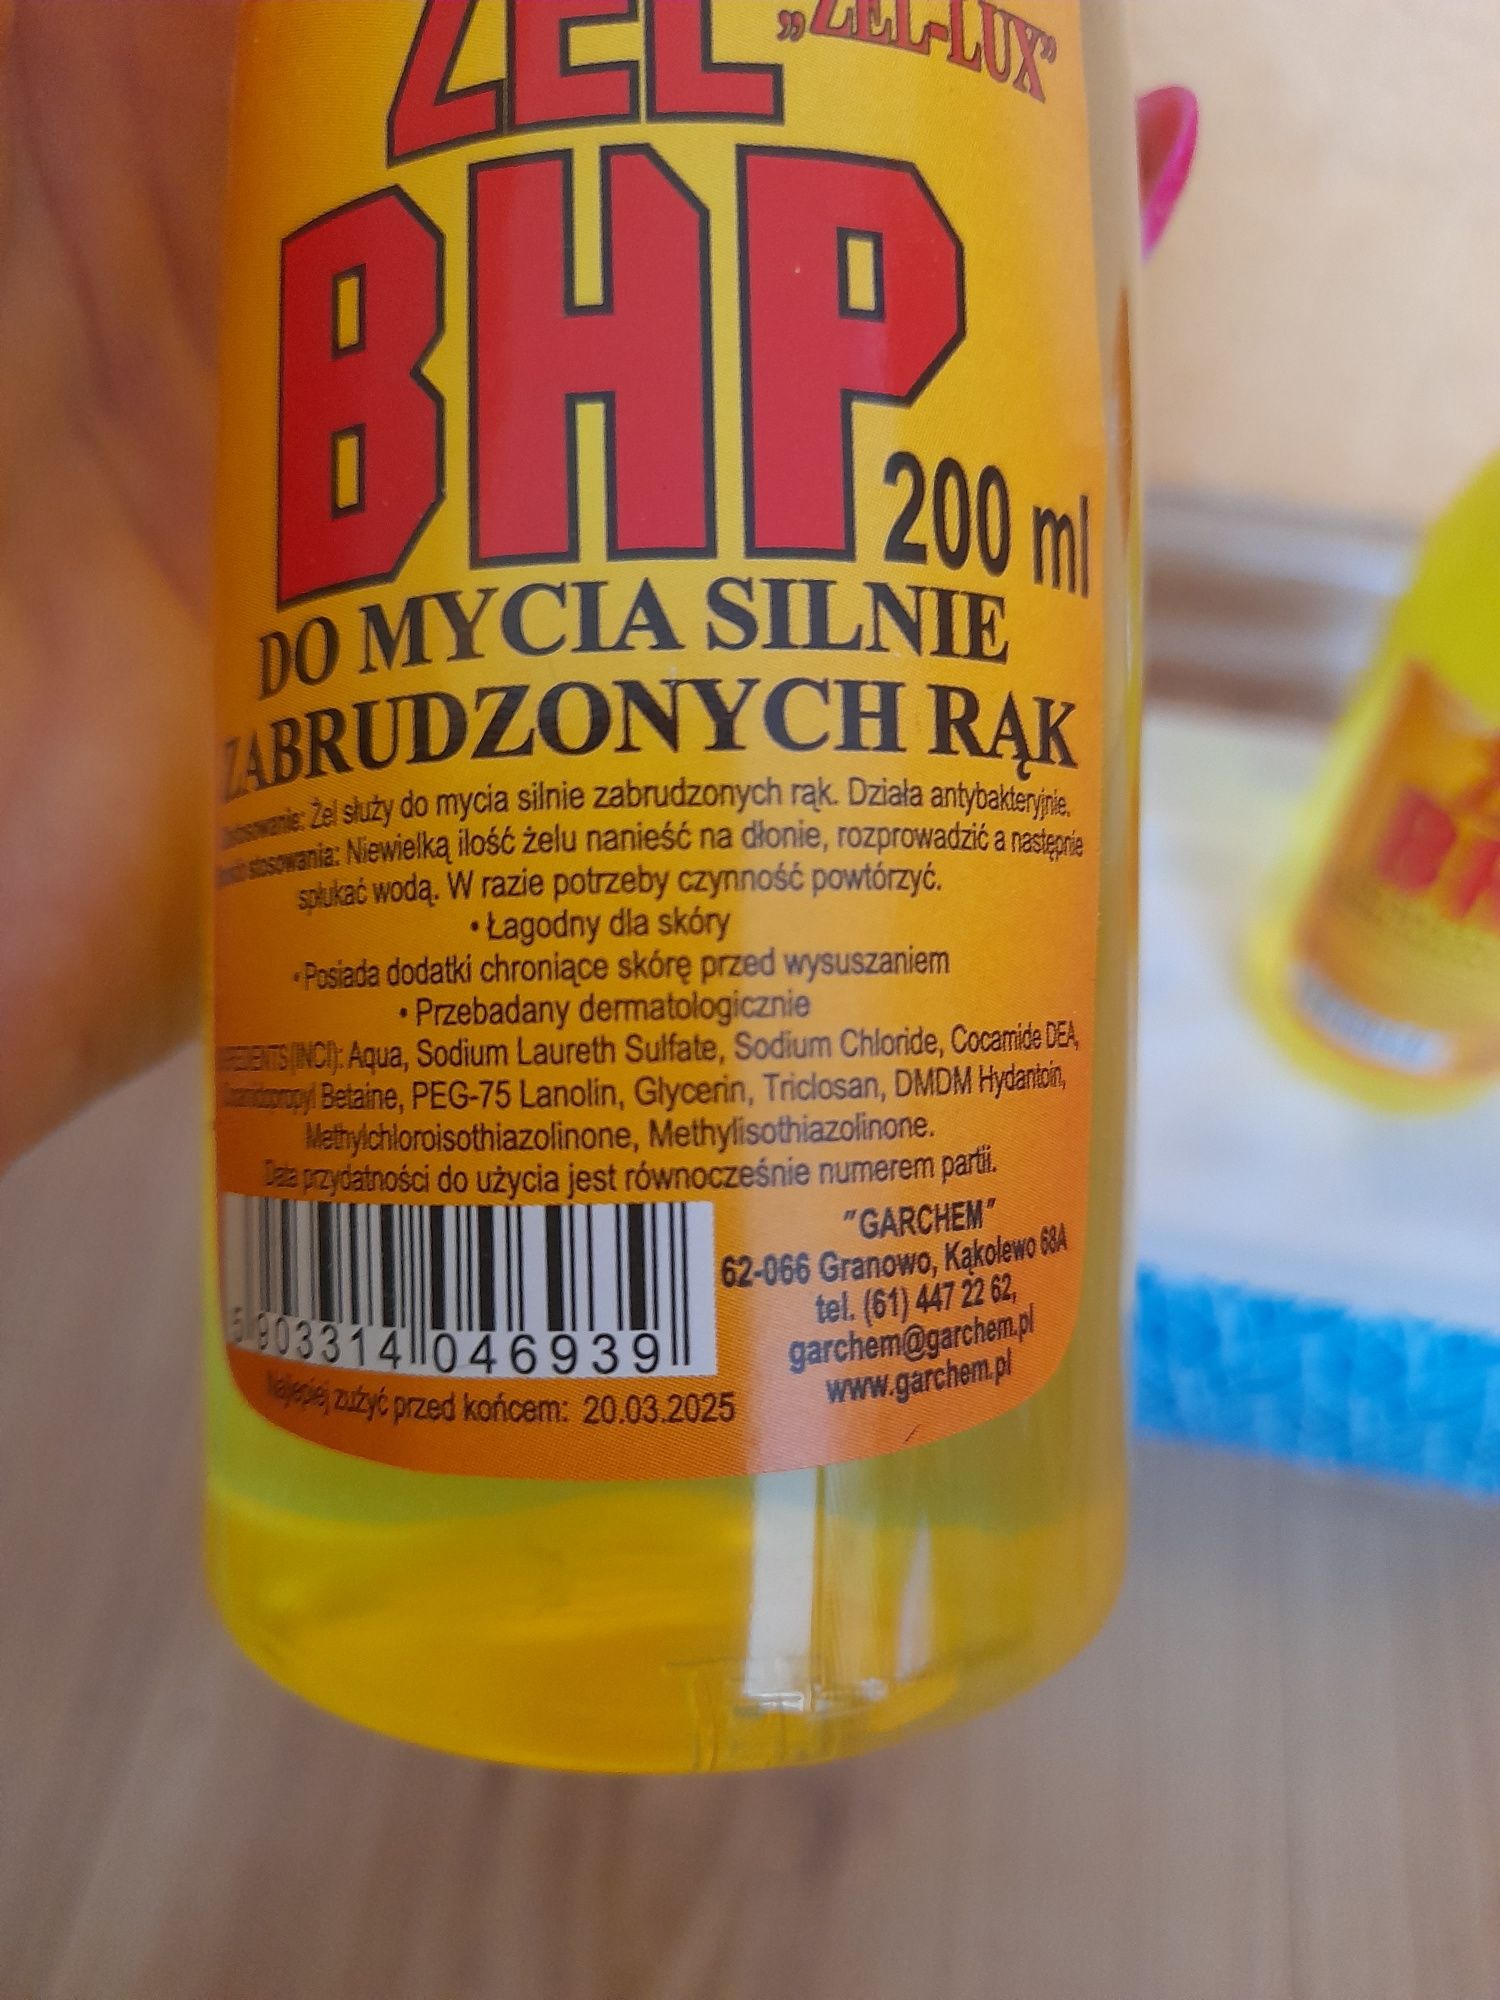 ŻEL
„ŻEL-LUX”
BHP
200 ml
DO MYCIA SILNIE
ZABRUDZONYCH RĄK
Zastosowanie: Żel służy do mycia silnie zabrudzonych rąk. Działa antybakteryjnie.
stosowania: Niewielką ilość żelu nanieść na dłonie, rozprowadzić a następnie
spłukać wodą. W razie potrzeby czynność powtórzyć.
• Łagodny dla skóry
• Posiada dodatki chroniące skórę przed wysuszaniem
• Przebadany dermatologicznie
INGREDIENTS (INCI): Aqua, Sodium Laureth Sulfate, Sodium Chloride, Cocamide DEA,
Betaine, PEG-75 Lanolin, Glycerin, Triclosan, DMDM Hydantoin,
Methylchloroisothiazolinone, Methylisothiazolinone.
Data przydatności do użycia jest równocześnie numerem partii.
"GARCHEM"
62-066 Granowo, Kąkolewo 68A
tel. (61) 447 22 62,
garchem@garchem.pl
www.garchem.pl
5 903314 046939
Najlepiej zużyć przed końcem: 20.03.2025